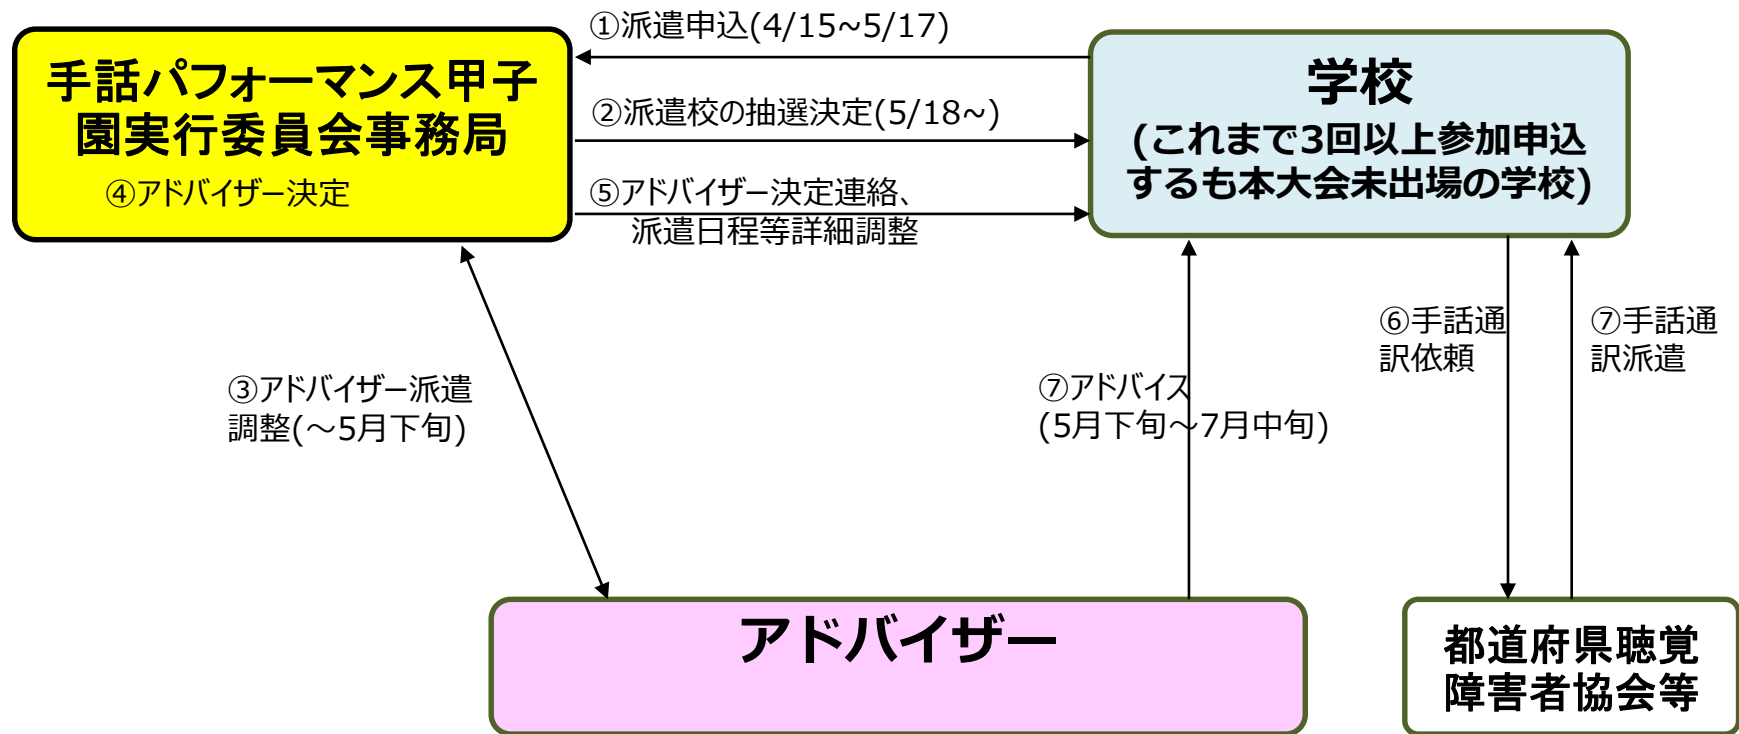 ①派遣申込(4/15~5/17)
手話パフォーマンス甲子
園実行委員会事務局
④アドバイザー決定
②派遣校の抽選決定(5/18~)
⑤アドバイザー決定連絡、
派遣日程等詳細調整
学校
(これまで3回以上参加申込
するも本大会未出場の学校)
③アドバイザー派遣
調整(～5月下旬)
⑦アドバイス
(5月下旬～7月中旬)
⑥手話通
訳依頼
⑦手話通
訳派遣
アドバイザー
都道府県聴覚
障害者協会等